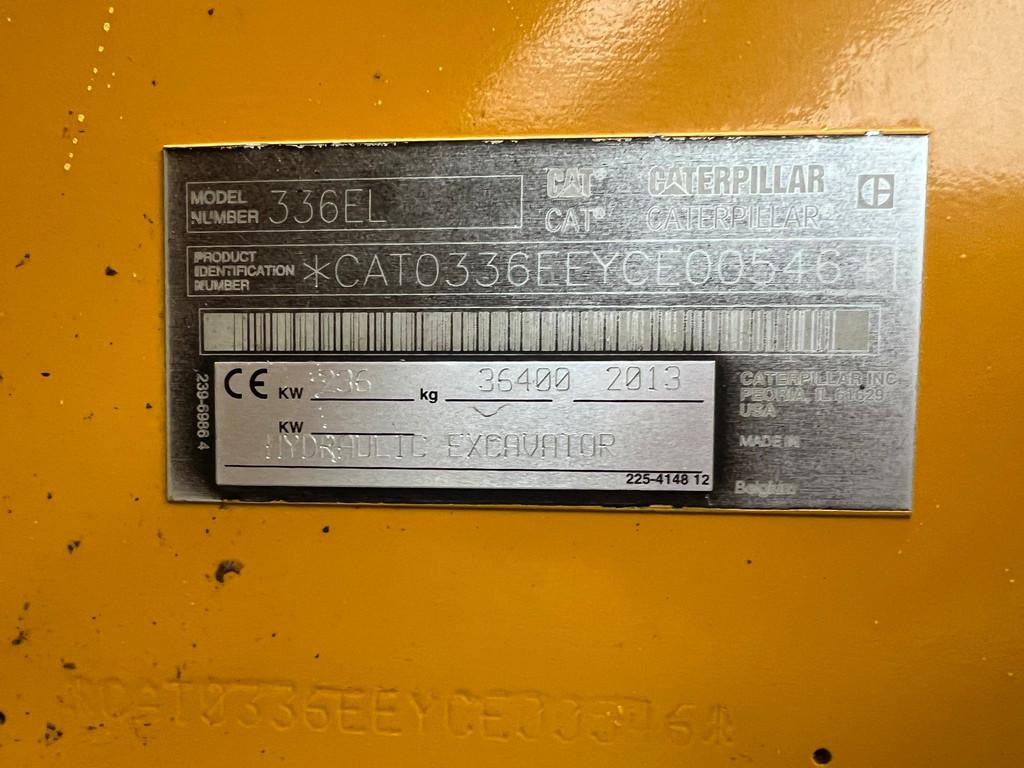 MODEL
NUMBER 336EL
CAT® CATERPILLAR
CAT® CATERPILLAR
PRODUCT
IDENTIFICATION
NUMBER
*CAT0336EEYCE00546*
CE KW 236 kg 36400 2013
KW
HYDRAULIC EXCAVATOR
225-4148 12
239-6986 4
CATERPILLAR INC
PEORIA, IL 61629
USA
MADE IN
Belgium
*CAT0336EEYCE00546*